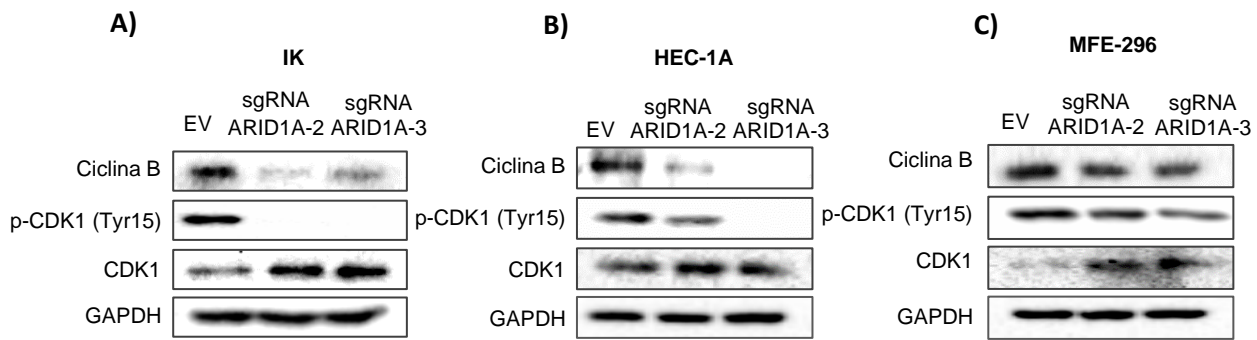 A)
IK
EV
sgRNA
ARID1A-2
sgRNA
ARID1A-3
Ciclina B
p-CDK1 (Tyr15)
CDK1
GAPDH
B)
HEC-1A
EV
sgRNA
ARID1A-2
sgRNA
ARID1A-3
Ciclina B
p-CDK1 (Tyr15)
CDK1
GAPDH
C)
MFE-296
EV
sgRNA
ARID1A-2
sgRNA
ARID1A-3
Ciclina B
p-CDK1 (Tyr15)
CDK1
GAPDH